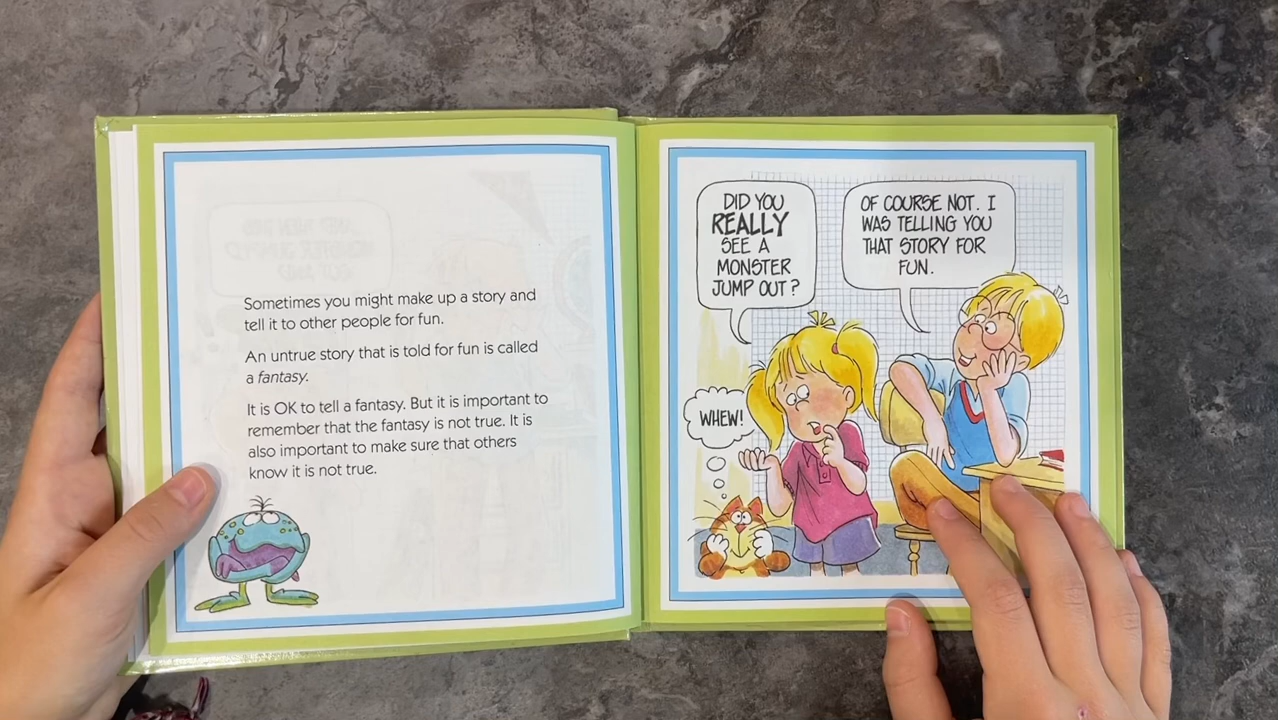 Sometimes you might make up a story and
tell it to other people for fun.
An untrue story that is told for fun is called
a fantasy.
It is OK to tell a fantasy. But it is important to
remember that the fantasy is not true. It is
also important to make sure that others
know it is not true.
DID YOU
REALLY
SEE A
MONSTER
JUMP OUT?
OF COURSE NOT. I
WAS TELLING YOU
THAT STORY FOR
FUN.
WHEW!